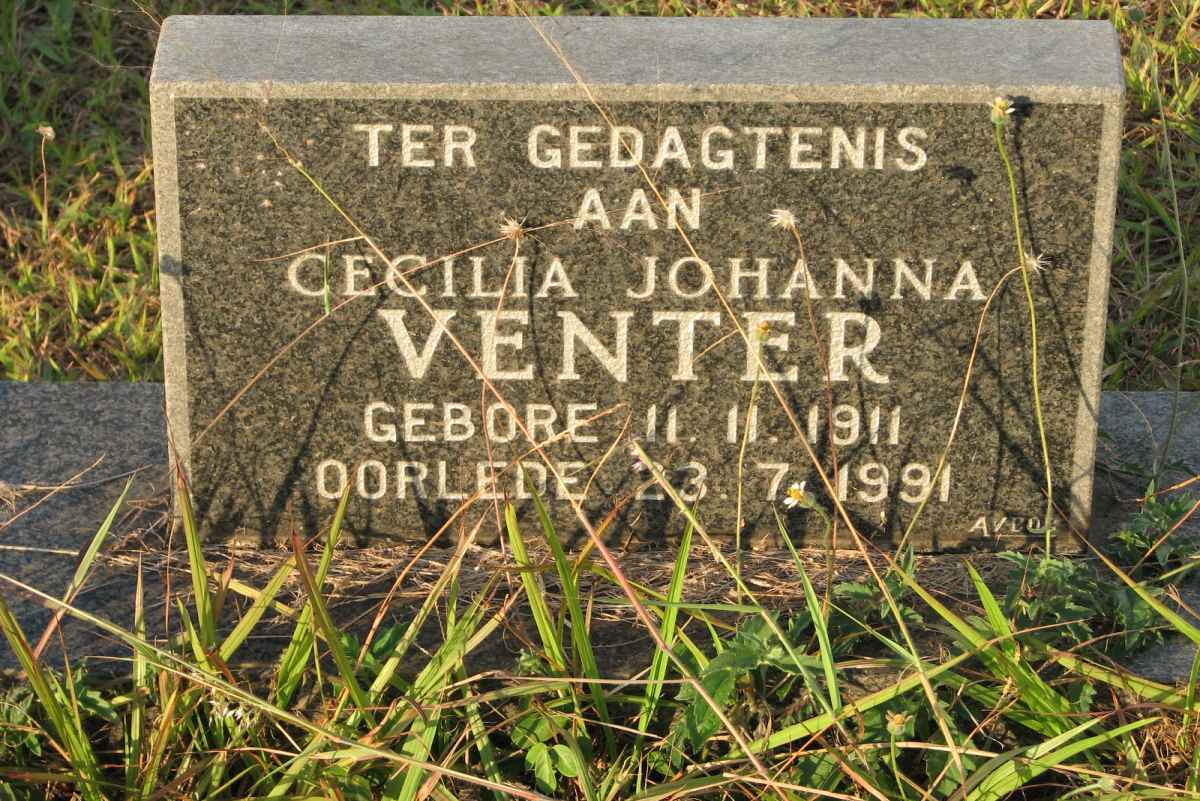 TER GEDAGTENIS
AAN
CECILIA JOHANNA
VENTER
GEBORE 11. 11. 1911
OORLEDE 23. 7. 1991